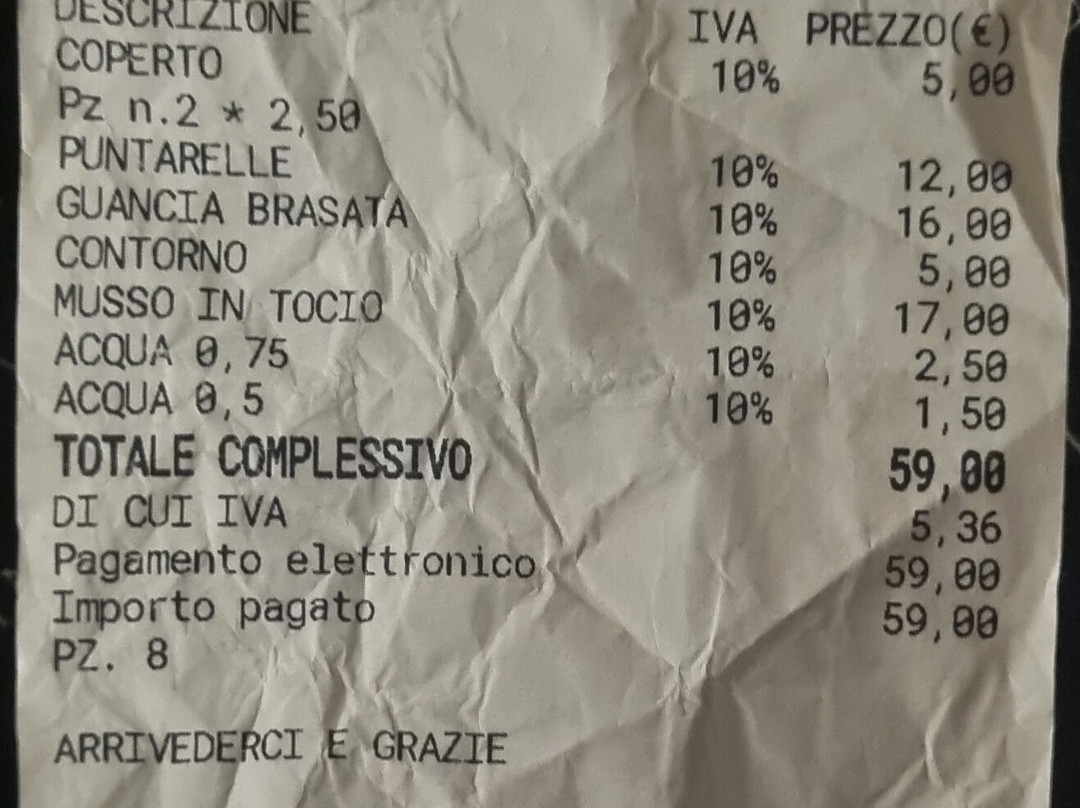 DESCRIZIONE IVA PREZZO(€)
COPERTO 10% 5,00
Pz n.2 * 2,50
PUNTARELLE 10% 12,00
GUANCIA BRASATA 10% 16,00
CONTORNO 10% 5,00
MUSSO IN TOCIO 10% 17,00
ACQUA 0,75 10% 2,50
ACQUA 0,5 10% 1,50
TOTALE COMPLESSIVO 59,00
DI CUI IVA 5,36
Pagamento elettronico 59,00
Importo pagato 59,00
PZ. 8
ARRIVEDERCI E GRAZIE